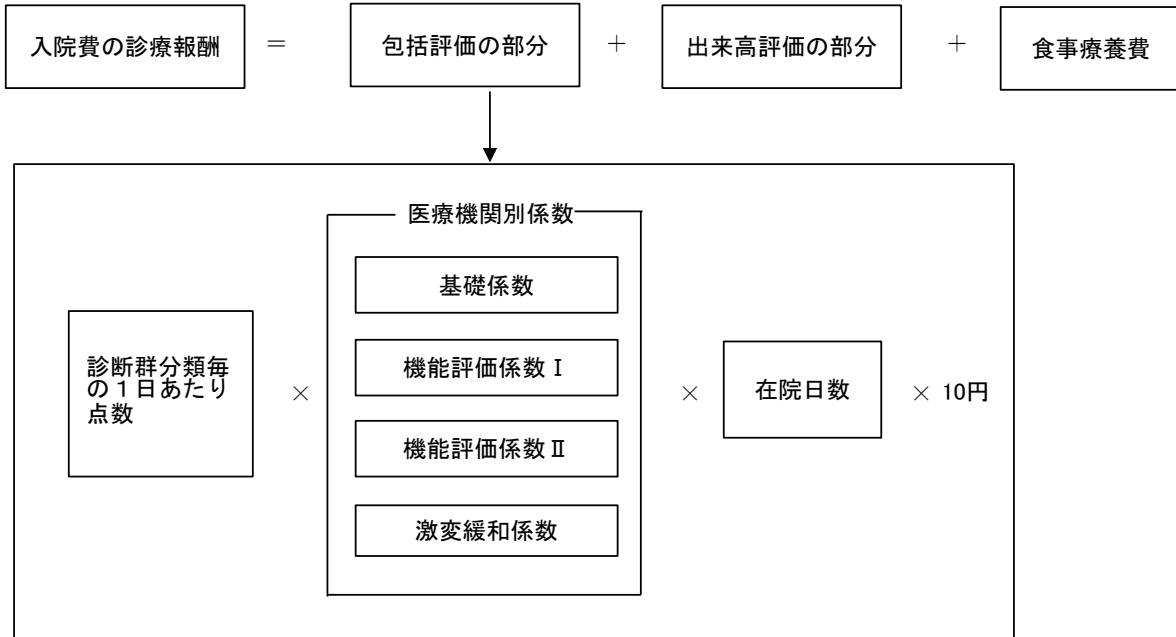 入院費の診療報酬 = 包括評価の部分 + 出来高評価の部分 + 食事療養費
医療機関別係数
基礎係数
診断群分類毎
の1日あたり
点数
×
機能評価係数Ⅰ
機能評価係数Ⅱ
激変緩和係数
×
在院日数
× 10円